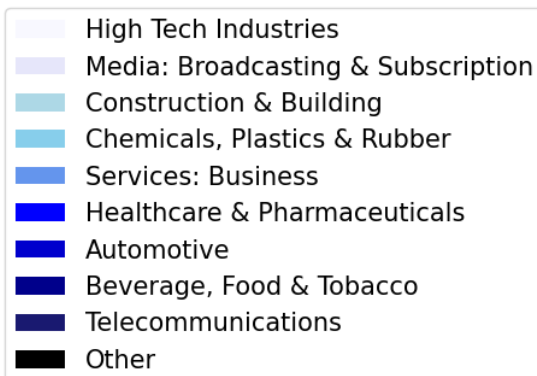 High Tech Industries
Media: Broadcasting & Subscription
Construction & Building
Chemicals, Plastics & Rubber
Services: Business
Healthcare & Pharmaceuticals
Automotive
Beverage, Food & Tobacco
Telecommunications
Other